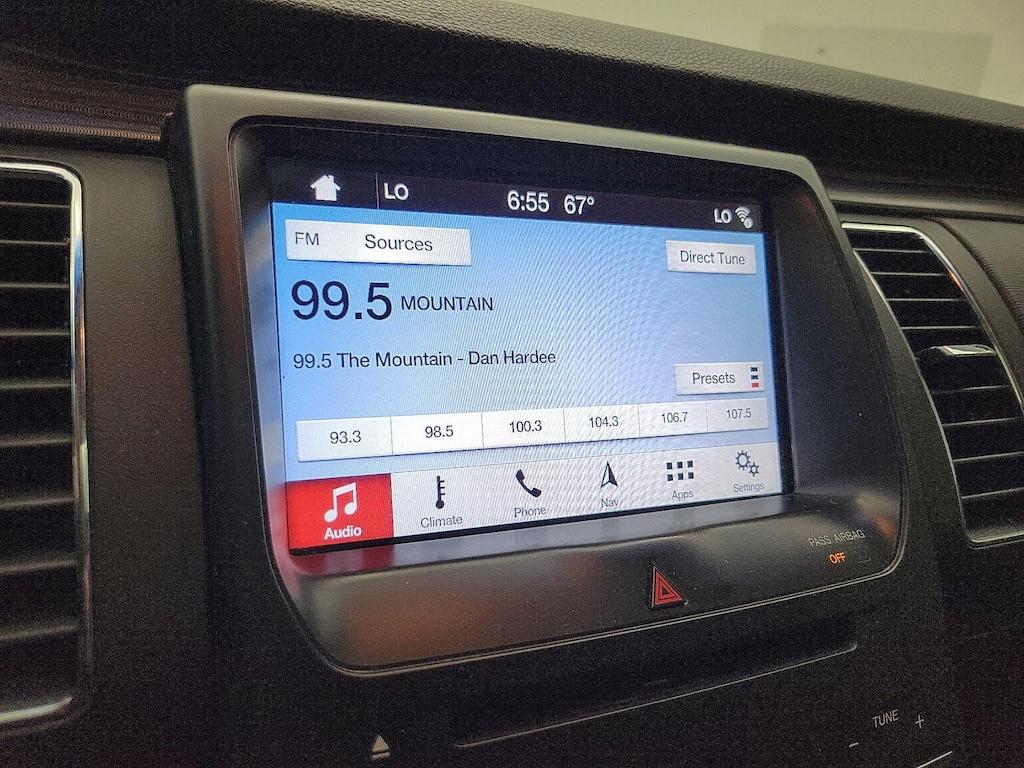 LO 6:55 67° LO
FM Sources
Direct Tune
99.5 MOUNTAIN
99.5 The Mountain - Dan Hardee
Presets
93.3 98.5 100.3 104.3 106.7 107.5
Audio Climate Phone Nav Apps Settings
PASS AIRBAG
OFF
- TUNE +